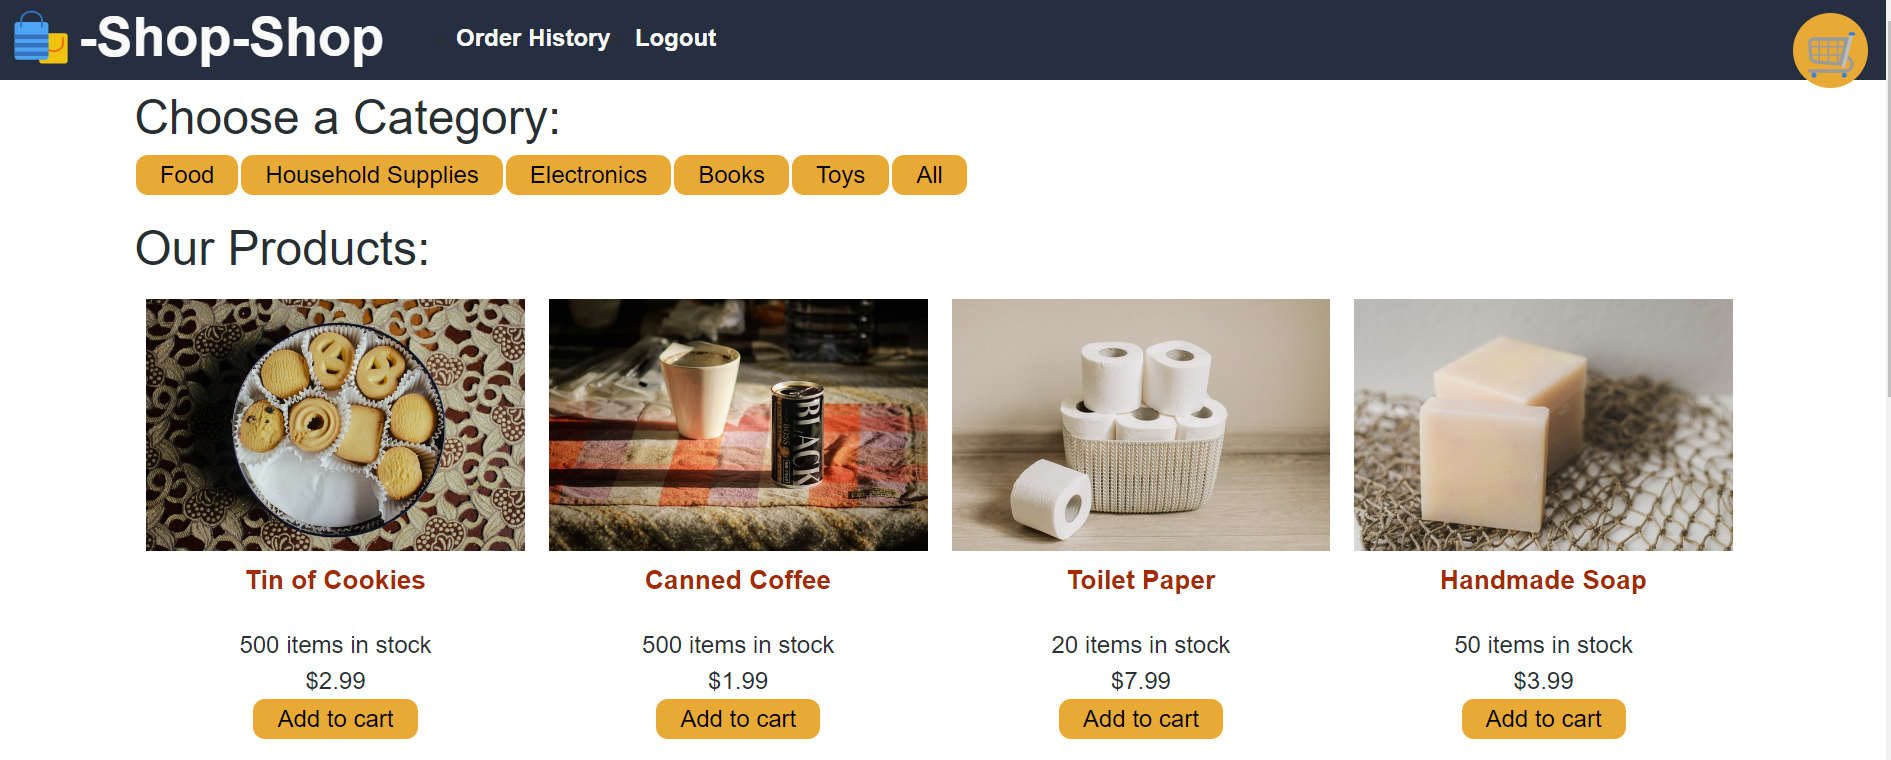 -Shop-Shop
Order History Logout
Choose a Category:
Food Household Supplies Electronics Books Toys All
Our Products:
BLACK
BOSS
Tin of Cookies Canned Coffee Toilet Paper Handmade Soap
500 items in stock 500 items in stock 20 items in stock 50 items in stock
$2.99 $1.99 $7.99 $3.99
Add to cart Add to cart Add to cart Add to cart